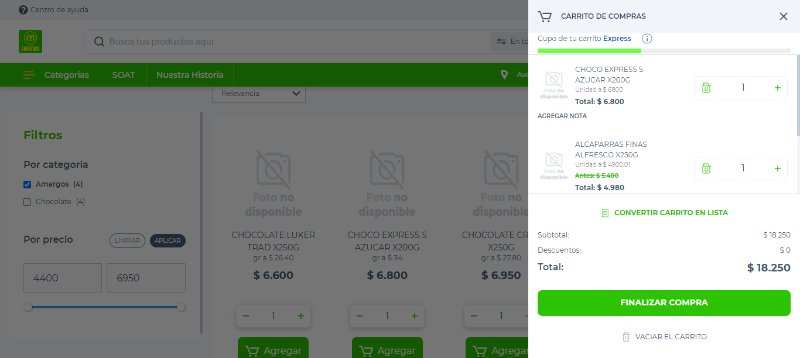 Centro de ayuda
Busca tus productos aquí
En to
Categorías
SOAT
Nuestra Historia
Relevancia
Filtros
Por categoria
Amargos (4)
Chocolate (4)
Por precio
LIMPIAR
APLICAR
4400
6950
Foto no
disponible
CHOCOLATE LUKER
TRAD X250G
gr a $ 26.40
$ 6.600
1
Agregar
Foto no
disponible
CHOCO EXPRESS S
AZUCAR X200G
gr a $ 34
$ 6.800
1
Agregar
Foto no
disponible
CHOCOLATE
X250G
gr a $ 27.80
$ 6.950
1
Agregar
CARRITO DE COMPRAS
Cupo de tu carrito Express
Foto no
disponible
CHOCO EXPRESS S
AZUCAR X200G
Unidad a $ 6800
Total: $ 6.800
1
AGREGAR NOTA
Foto no
disponible
ALCAPARRAS FINAS
ALFRESCO X250G
Unidad a $ 4900.01
Antes: $ 5.400
Total: $ 4.980
1
CONVERTIR CARRITO EN LISTA
Subtotal: $ 18.250
Descuentos: $ 0
Total: $ 18.250
FINALIZAR COMPRA
VACIAR EL CARRITO